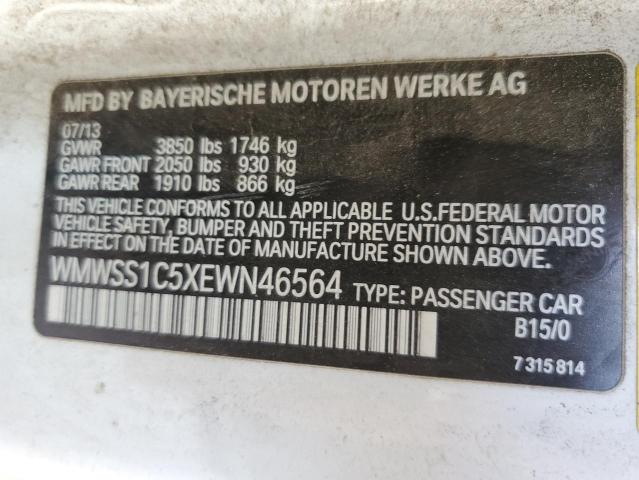 MFD BY BAYERISCHE MOTOREN WERKE AG
07/13
GVWR 3850 lbs 1746 kg
GAWR FRONT 2050 lbs 930 kg
GAWR REAR 1910 lbs 866 kg
THIS VEHICLE CONFORMS TO ALL APPLICABLE U.S.FEDERAL MOTOR
VEHICLE SAFETY, BUMPER AND THEFT PREVENTION STANDARDS
IN EFFECT ON THE DATE OF MANUFACTURE SHOWN ABOVE.
WMWSS1C5XEWN46564 TYPE: PASSENGER CAR
B15/0
7 315 814